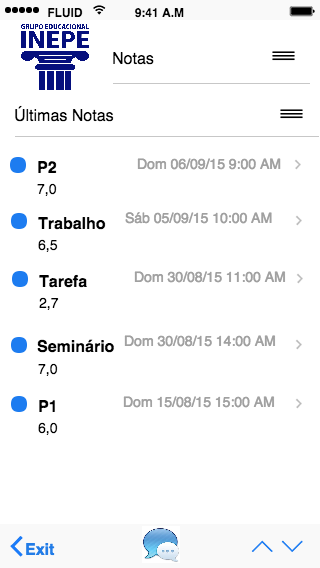 FLUID 9:41 A.M
GRUPO EDUCACIONAL
INEPE
Notas
Últimas Notas
P2 Dom 06/09/15 9:00 AM
7,0
Trabalho Sáb 05/09/15 10:00 AM
6,5
Tarefa Dom 30/08/15 11:00 AM
2,7
Seminário Dom 30/08/15 14:00 AM
7,0
P1 Dom 15/08/15 15:00 AM
6,0
Exit